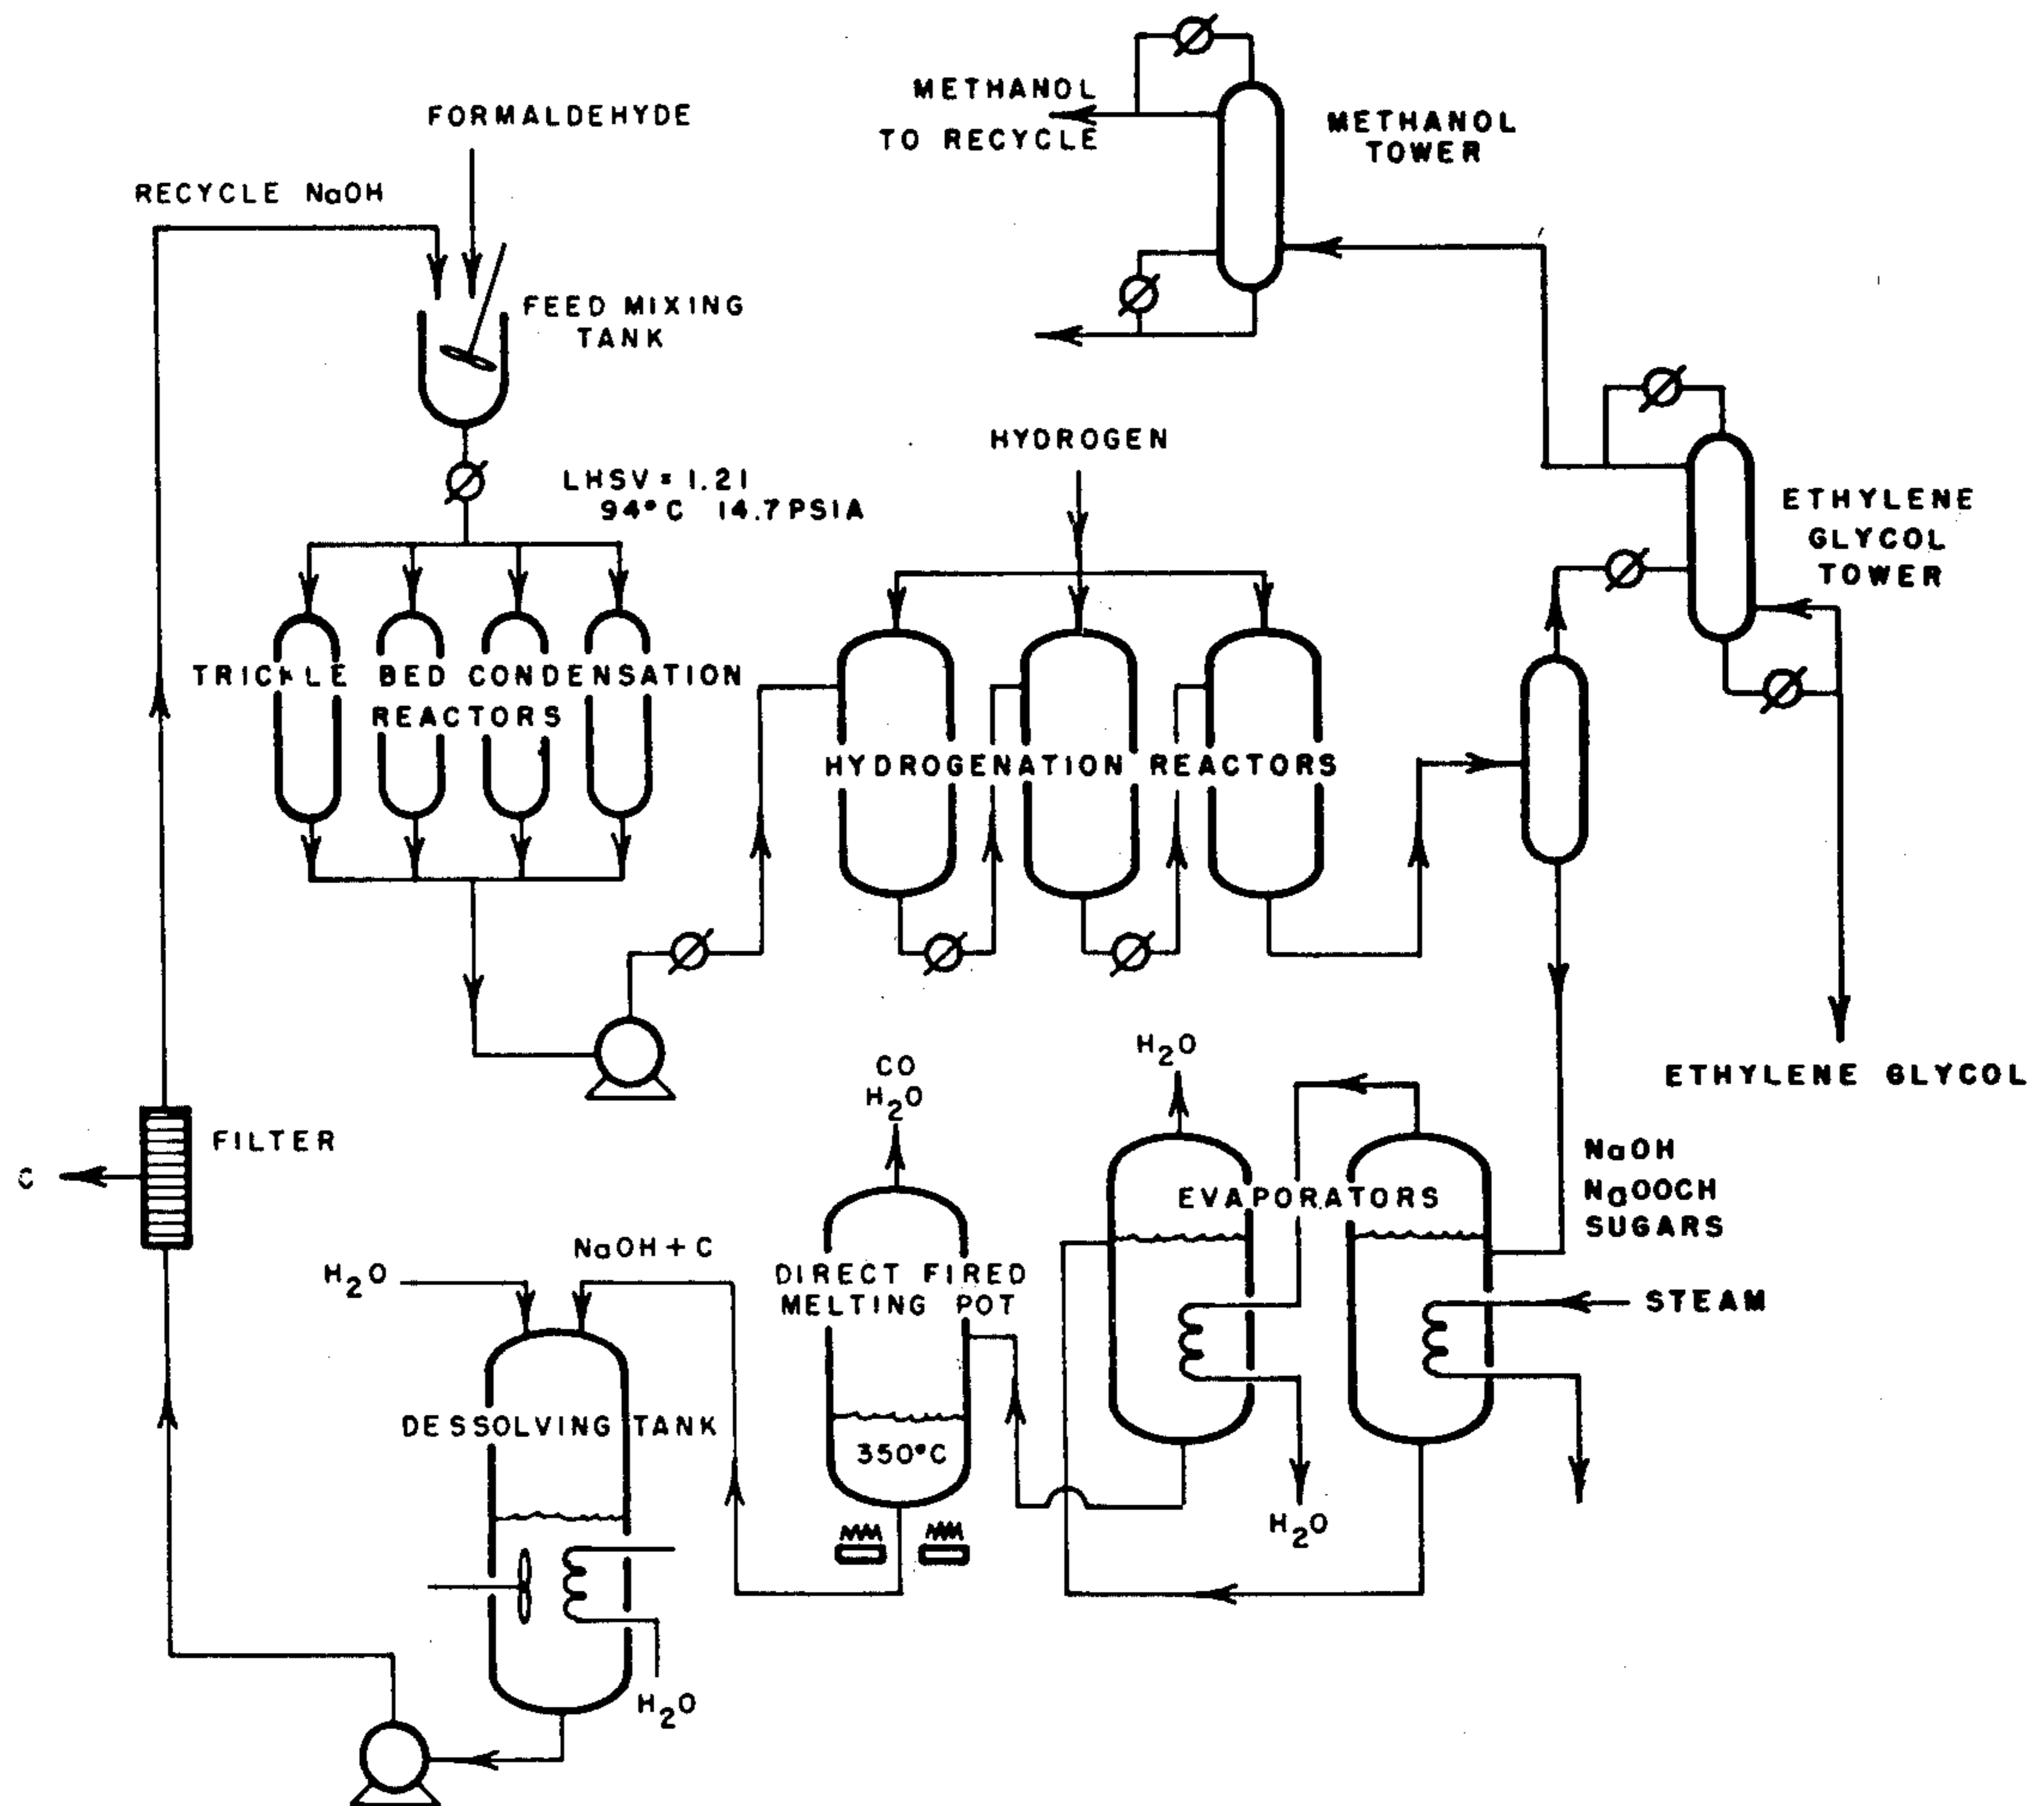 METHANOL
TO RECYCLE
METHANOL
TOWER
FORMALDEHYDE
RECYCLE NaOH
FEED MIXING
TANK
HYDROGEN
LHSV = 1.21
94°C 14.7 PSIA
ETHYLENE
GLYCOL
TOWER
TRICKLE BED CONDENSATION
REACTORS
HYDROGENATION REACTORS
H2O
CO
H2O
ETHYLENE GLYCOL
FILTER
C
NaOH
NaOOCH
SUGARS
EVAPORATORS
NaOH + C
H2O
DIRECT FIRED
MELTING POT
STEAM
DESSOLVING TANK
350°C
H2O
H2O